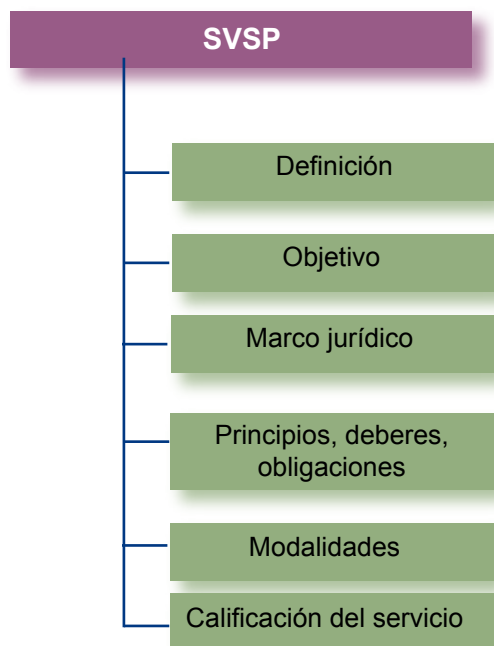 SVSP
Definición
Objetivo
Marco jurídico
Principios, deberes,
obligaciones
Modalidades
Calificación del servicio